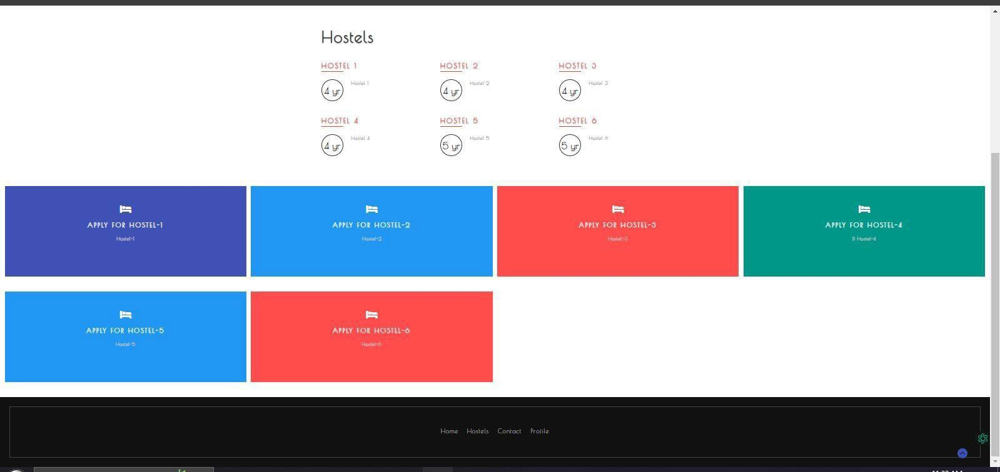 Hostels
HOSTEL 1
HOSTEL 2
HOSTEL 3
4 yr
Hostel 1
4 yr
Hostel 2
4 yr
Hostel 3
HOSTEL 4
HOSTEL 5
HOSTEL 6
4 yr
Hostel 4
5 yr
Hostel 5
5 yr
Hostel 6
APPLY FOR HOSTEL-1
Hostel-1
APPLY FOR HOSTEL-2
Hostel-2
APPLY FOR HOSTEL-3
Hostel-3
APPLY FOR HOSTEL-4
D Hostel-4
APPLY FOR HOSTEL-5
Hostel-5
APPLY FOR HOSTEL-6
Hostel-6
Home Hostels Contact Profile